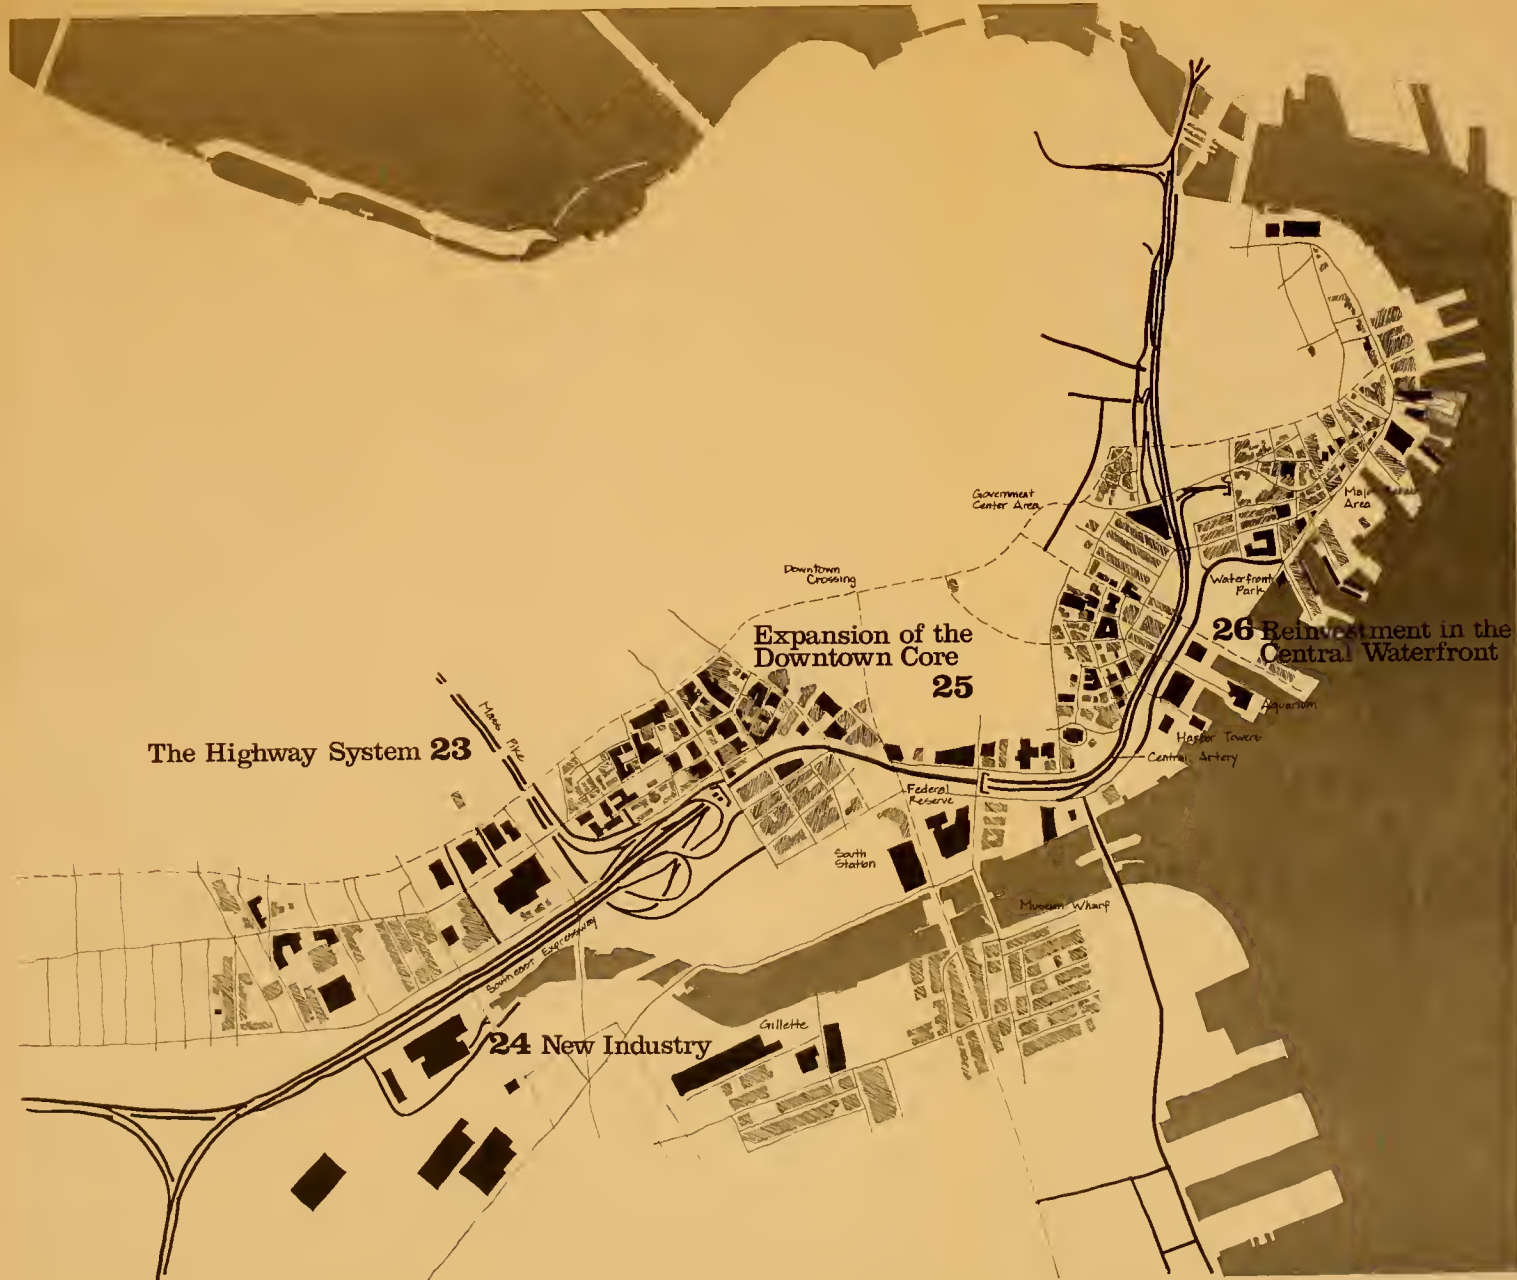 Government
Center Area
Downtown
Crossing
Area
Waterfront
Park
26 Reinvestment in the
Central Waterfront
Expansion of the
Downtown Core
25
Aquarium
Harbor Towers
Central Artery
Mass Pike
The Highway System 23
Federal
Reserve
South
Station
Museum Wharf
Southeast Expressway
Gillette
24 New Industry